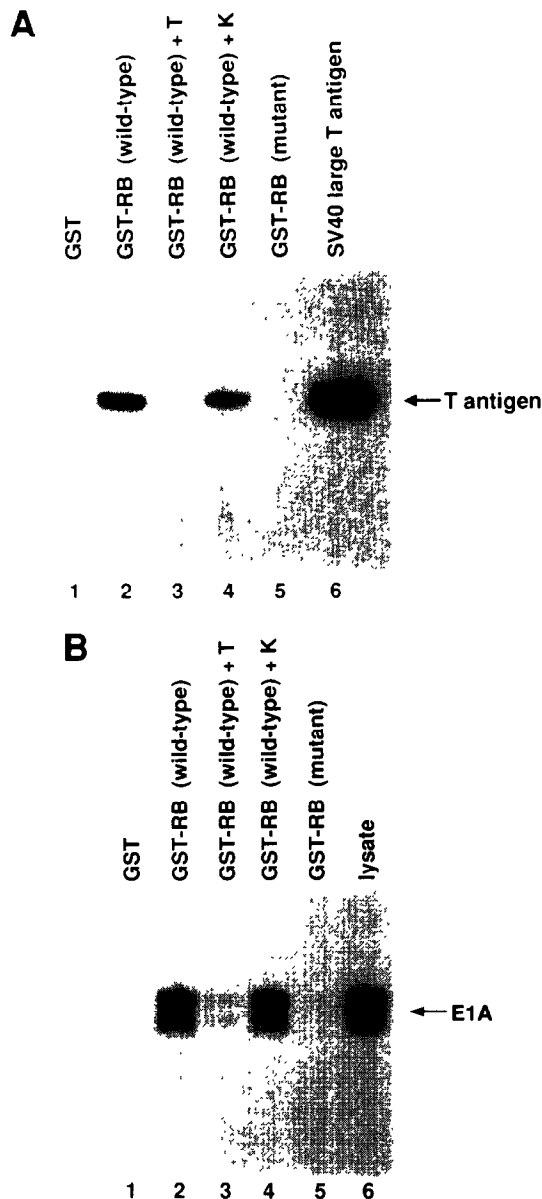 A
GST
GST-RB (wild-type)
GST-RB (wild-type) + T
GST-RB (wild-type) + K
GST-RB (mutant)
SV40 large T antigen
T antigen
1 2 3 4 5 6
B
GST
GST-RB (wild-type)
GST-RB (wild-type) + T
GST-RB (wild-type) + K
GST-RB (mutant)
lysate
E1A
1 2 3 4 5 6